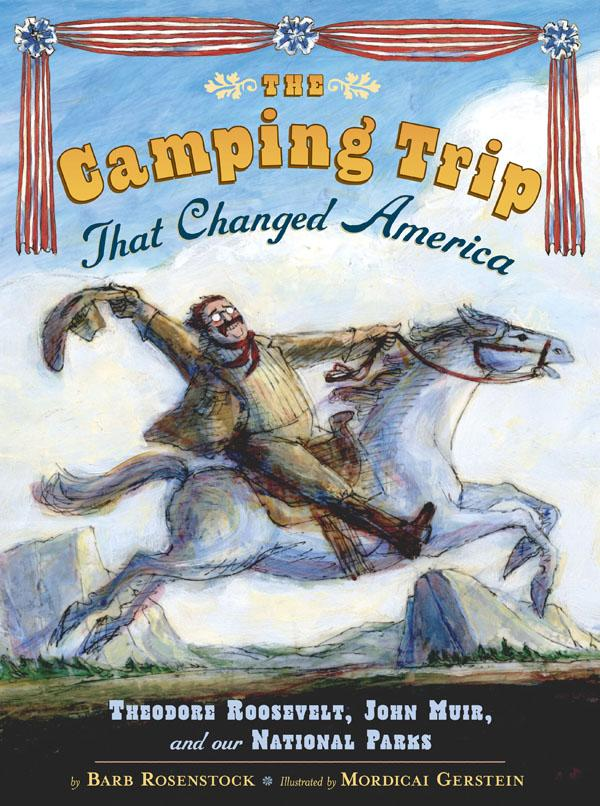 THE
Camping Trip
That Changed America
THEODORE ROOSEVELT, JOHN MUIR,
and our NATIONAL PARKS
by BARB ROSENSTOCK * Illustrated by MORDICAI GERSTEIN